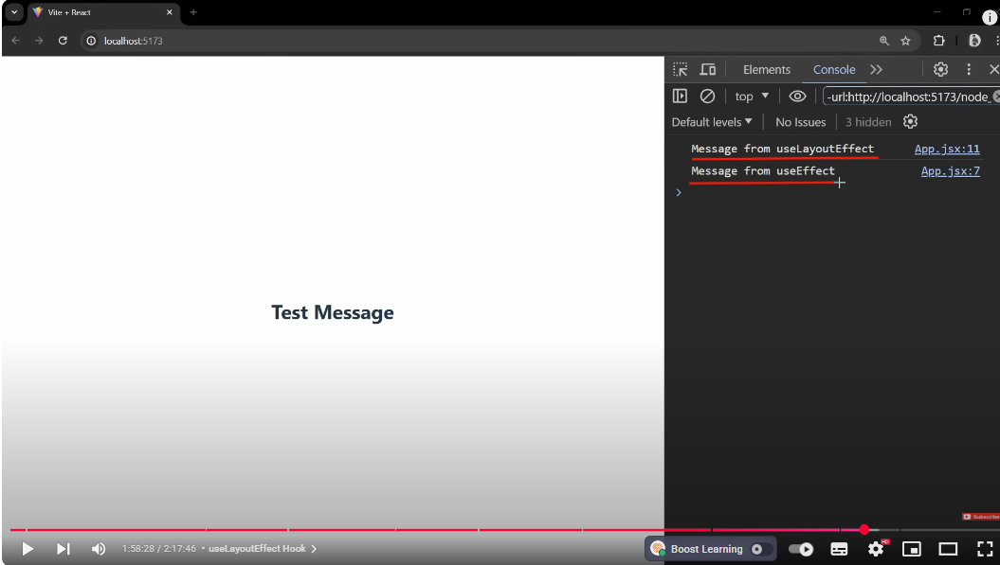 Vite + React
localhost:5173
Elements Console
top -url:http://localhost:5173/node_
Default levels No Issues 3 hidden
Message from useLayoutEffect App.jsx:11
Message from useEffect App.jsx:7
Test Message
Subscribe
1:58:28 / 2:17:46 • useLayoutEffect Hook
Boost Learning
HD